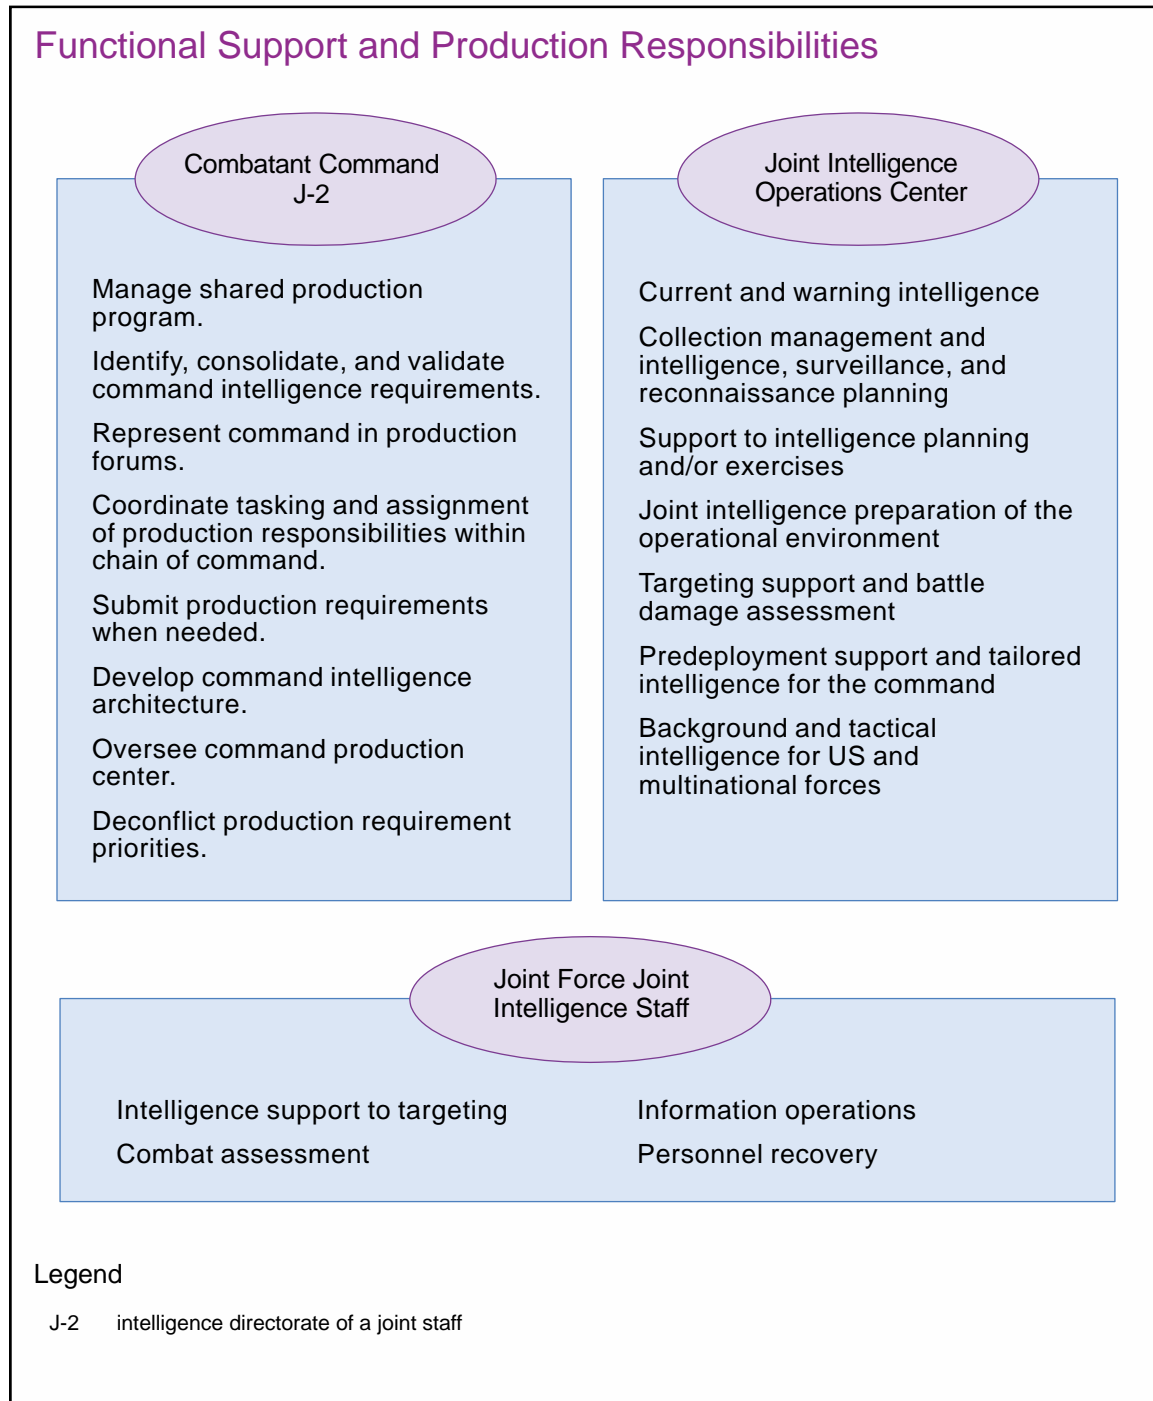 Functional Support and Production Responsibilities
Combatant Command
J-2
Manage shared production
program.
Identify, consolidate, and validate
command intelligence requirements.
Represent command in production
forums.
Coordinate tasking and assignment
of production responsibilities within
chain of command.
Submit production requirements
when needed.
Develop command intelligence
architecture.
Oversee command production
center.
Deconflict production requirement
priorities.
Joint Intelligence
Operations Center
Current and warning intelligence
Collection management and
intelligence, surveillance, and
reconnaissance planning
Support to intelligence planning
and/or exercises
Joint intelligence preparation of the
operational environment
Targeting support and battle
damage assessment
Predeployment support and tailored
intelligence for the command
Background and tactical
intelligence for US and
multinational forces
Joint Force Joint
Intelligence Staff
Intelligence support to targeting
Combat assessment
Information operations
Personnel recovery
Legend
J-2 intelligence directorate of a joint staff